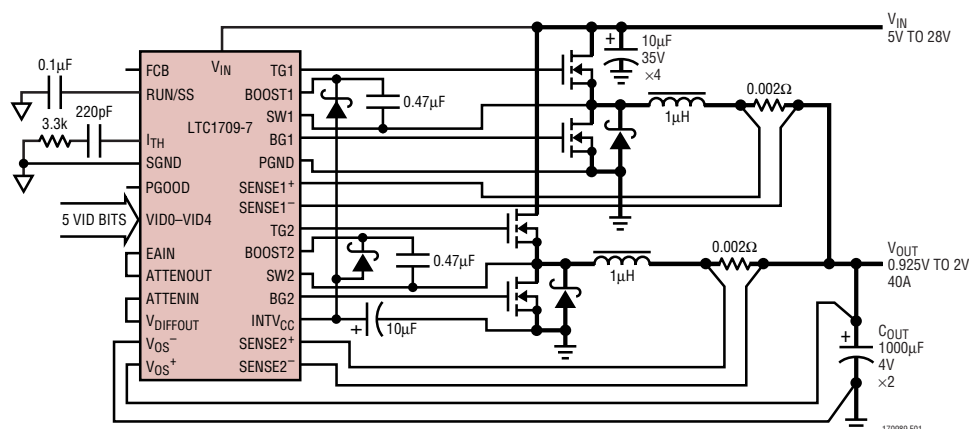 V_IN
5V TO 28V
10µF
35V
×4
0.1µF
FCB
V_IN
TG1
RUN/SS
BOOST1
0.47µF
220pF
3.3k
LTC1709-7
SW1
I_TH
BG1
1µH
0.002Ω
SGND
PGND
PGOOD
SENSE1+
SENSE1–
5 VID BITS
VID0–VID4
TG2
BOOST2
EAIN
0.47µF
ATTENOUT
SW2
1µH
0.002Ω
V_OUT
0.925V TO 2V
40A
ATTENIN
BG2
V_DIFFOUT
INTV_CC
10µF
V_OS–
SENSE2+
V_OS+
SENSE2–
C_OUT
1000µF
4V
×2
+
+
+
170989 F01